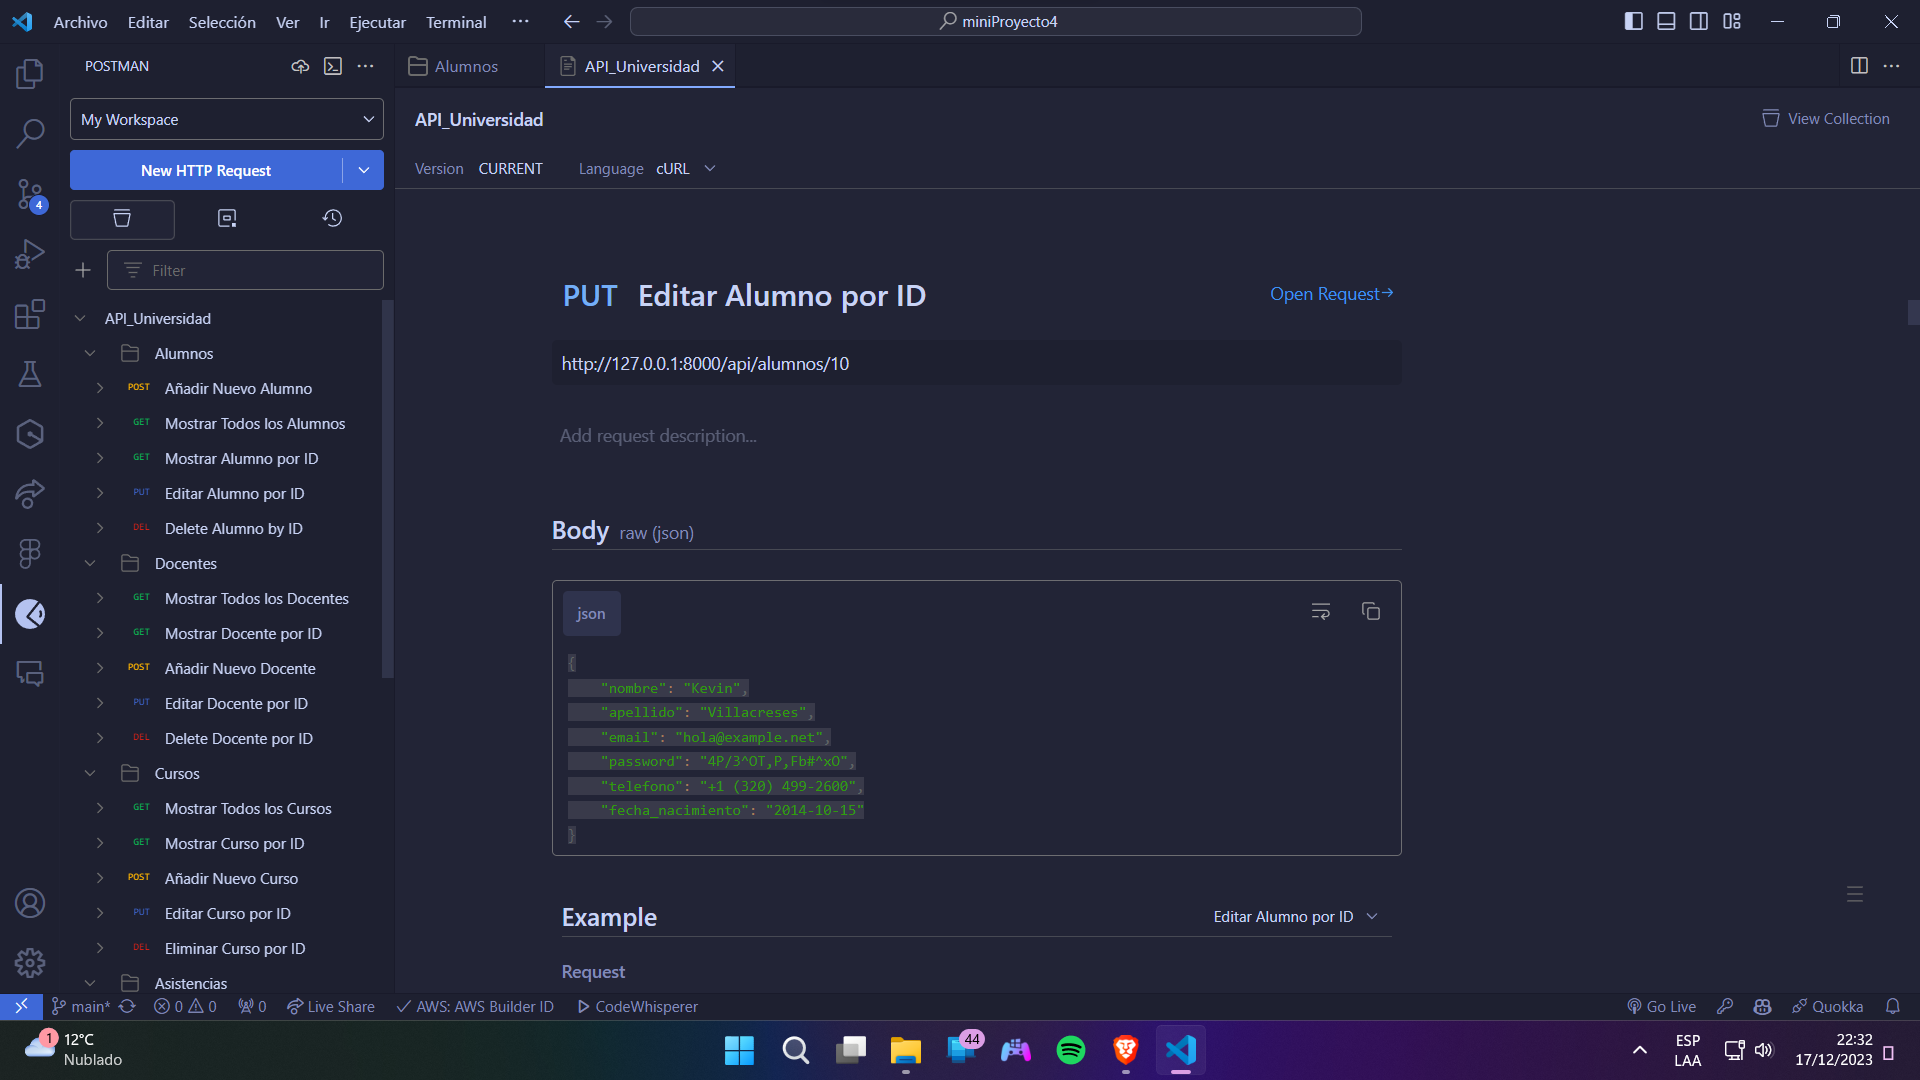 Archivo Editar Selección Ver Ir Ejecutar Terminal ··· miniProyecto4
POSTMAN
My Workspace
New HTTP Request
Filter
API_Universidad
Alumnos
POST Añadir Nuevo Alumno
GET Mostrar Todos los Alumnos
GET Mostrar Alumno por ID
PUT Editar Alumno por ID
DEL Delete Alumno by ID
Docentes
GET Mostrar Todos los Docentes
GET Mostrar Docente por ID
POST Añadir Nuevo Docente
PUT Editar Docente por ID
DEL Delete Docente por ID
Cursos
GET Mostrar Todos los Cursos
GET Mostrar Curso por ID
POST Añadir Nuevo Curso
PUT Editar Curso por ID
DEL Eliminar Curso por ID
Asistencias
4
Alumnos API_Universidad
API_Universidad View Collection
Version CURRENT Language cURL
PUT Editar Alumno por ID Open Request→
http://127.0.0.1:8000/api/alumnos/10
Add request description...
Body raw (json)
json
{
"nombre": "Kevin",
"apellido": "Villacreses",
"email": "hola@example.net",
"password": "4P/3^OT,P,Fb#^xO",
"telefono": "+1 (320) 499-2600",
"fecha_nacimiento": "2014-10-15"
}
Example Editar Alumno por ID
Request
main* 0 0 0 Live Share AWS: AWS Builder ID CodeWhisperer Go Live Quokka
1 12°C
Nublado
44
ESP
LAA
22:32
17/12/2023